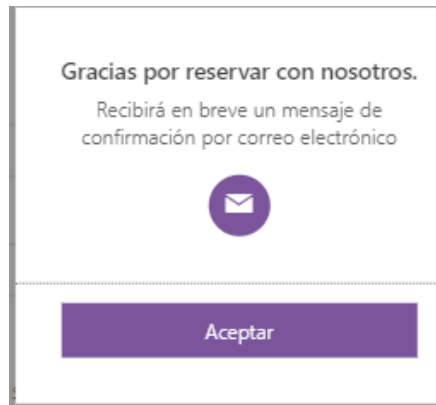 Gracias por reservar con nosotros.
Recibirá en breve un mensaje de
confirmación por correo electrónico
Aceptar